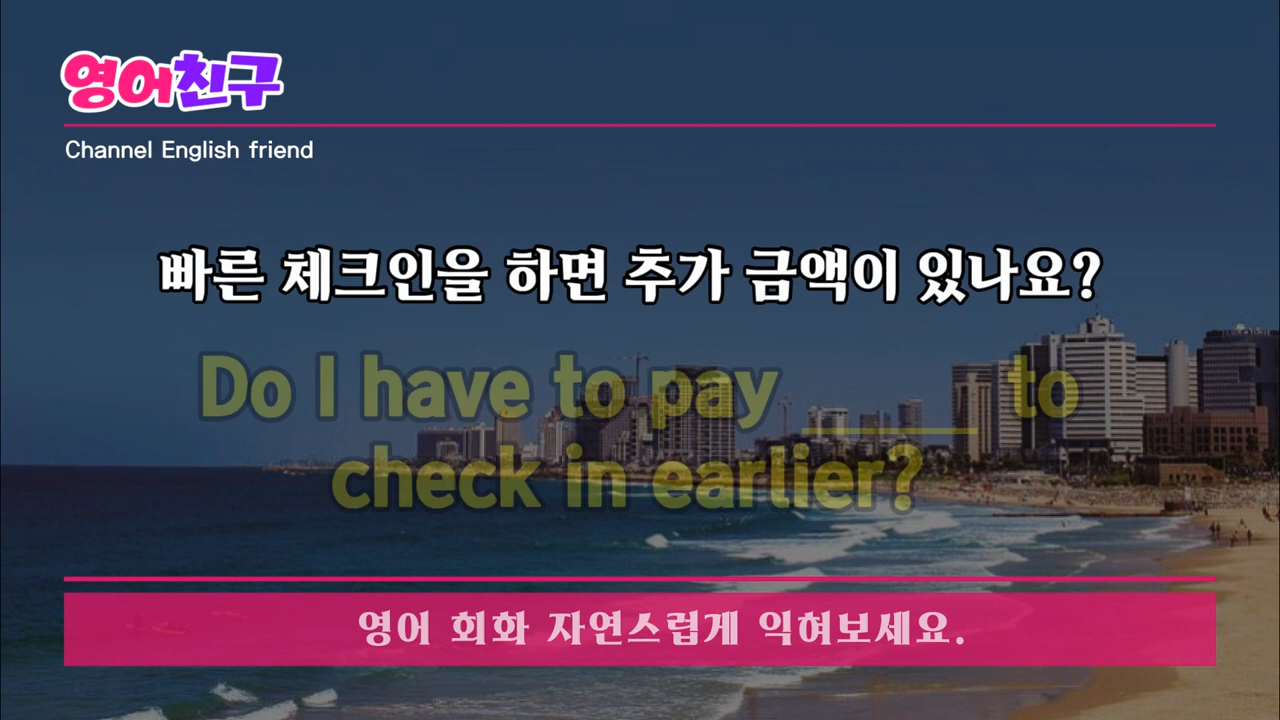 영어친구
Channel English friend
빠른 체크인을 하면 추가 금액이 있나요?
Do I have to pay _____ to
check in earlier?
영어 회화 자연스럽게 익혀보세요.